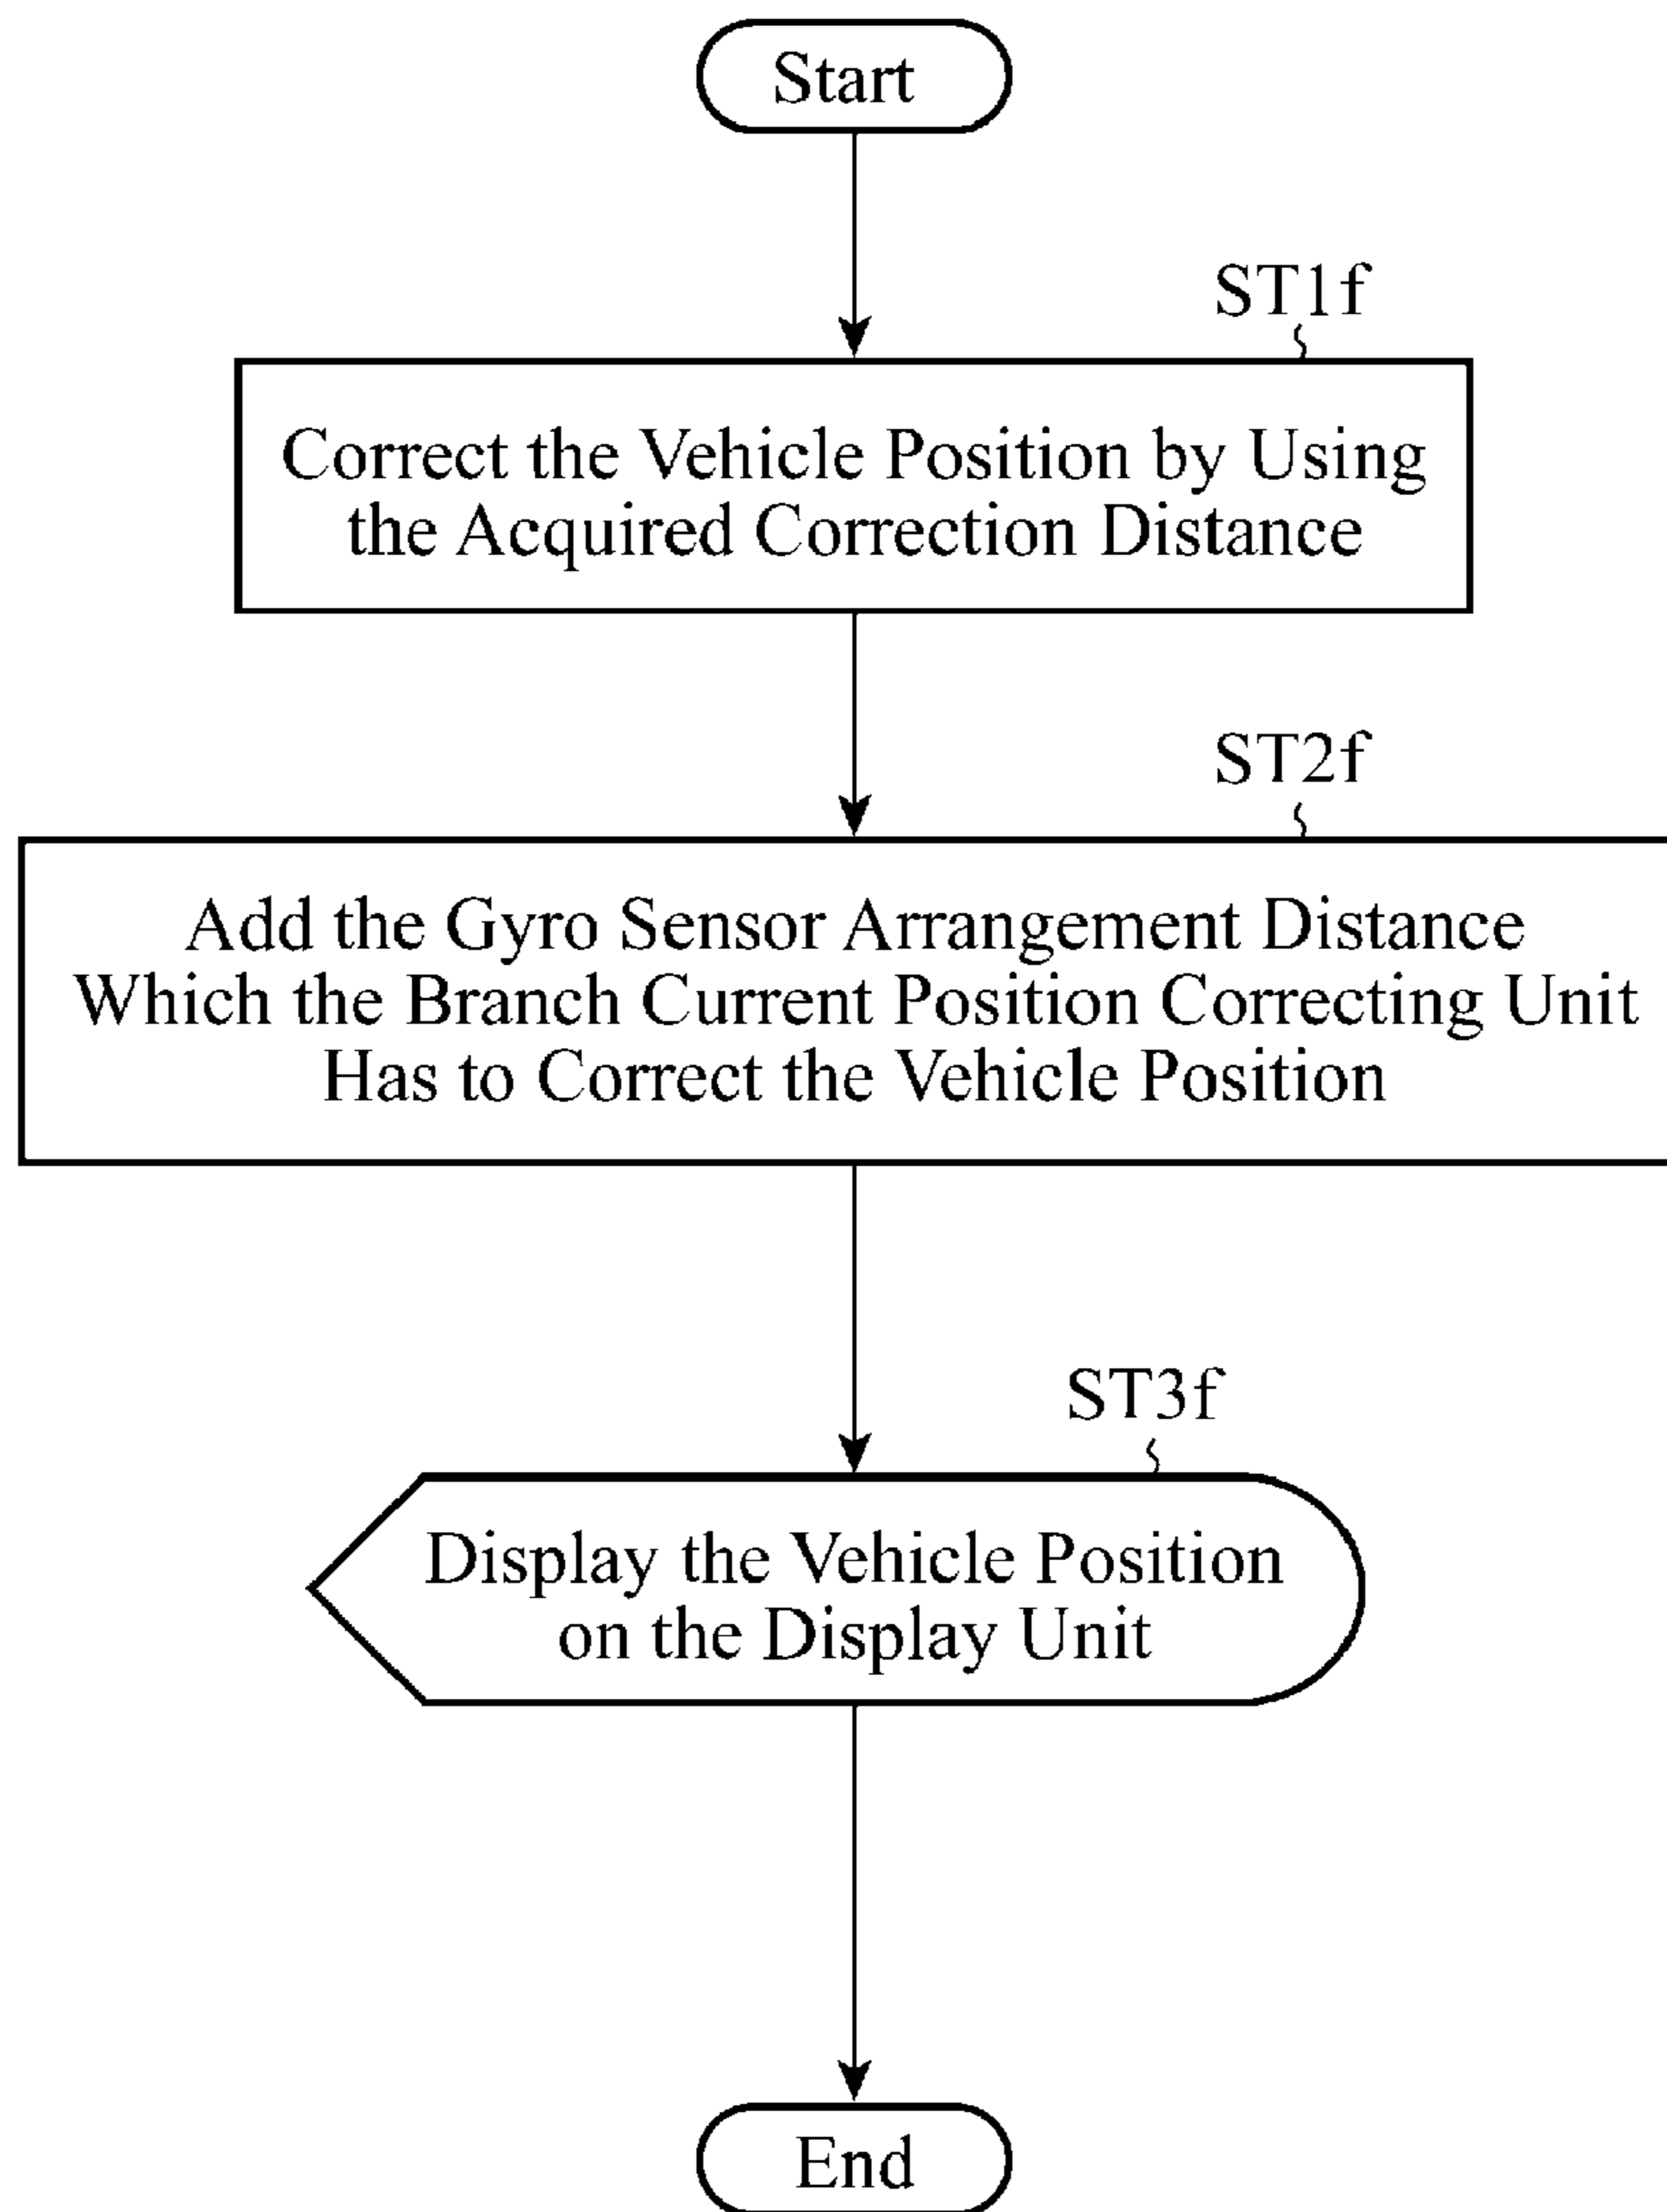 Start
ST1f
Correct the Vehicle Position by Using
the Acquired Correction Distance
ST2f
Add the Gyro Sensor Arrangement Distance
Which the Branch Current Position Correcting Unit
Has to Correct the Vehicle Position
ST3f
Display the Vehicle Position
on the Display Unit
End